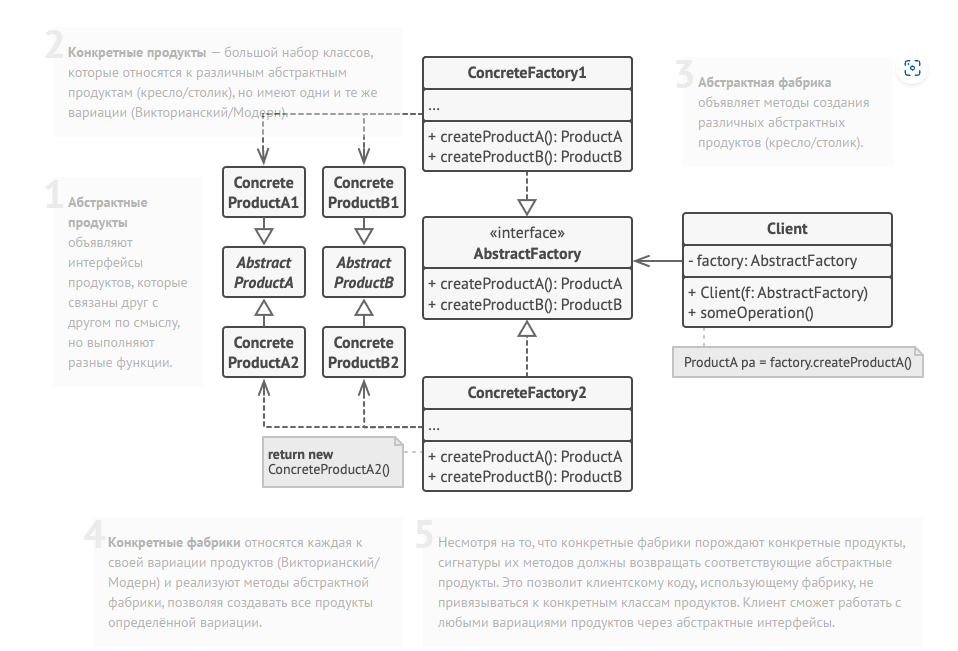 2
Конкретные продукты — большой набор классов,
которые относятся к различным абстрактным
продуктам (кресло/столик), но имеют одни и те же
вариации (Викторианский/Модерн).
ConcreteFactory1
...
+ createProductA(): ProductA
+ createProductB(): ProductB
3
Абстрактная фабрика
объявляет методы создания
различных абстрактных
продуктов (кресло/столик).
1
Абстрактные
продукты
объявляют
интерфейсы
продуктов, которые
связаны друг с
другом по смыслу,
но выполняют
разные функции.
Concrete
ProductA1
Concrete
ProductB1
Abstract
ProductA
Abstract
ProductB
Concrete
ProductA2
Concrete
ProductB2
«interface»
AbstractFactory
+ createProductA(): ProductA
+ createProductB(): ProductB
Client
- factory: AbstractFactory
+ Client(f: AbstractFactory)
+ someOperation()
ProductA pa = factory.createProductA()
ConcreteFactory2
...
+ createProductA(): ProductA
+ createProductB(): ProductB
return new
ConcreteProductA2()
4
Конкретные фабрики относятся каждая к
своей вариации продуктов (Викторианский/
Модерн) и реализуют методы абстрактной
фабрики, позволяя создавать все продукты
определённой вариации.
5
Несмотря на то, что конкретные фабрики порождают конкретные продукты,
сигнатуры их методов должны возвращать соответствующие абстрактные
продукты. Это позволит клиентскому коду, использующему фабрику, не
привязываться к конкретным классам продуктов. Клиент сможет работать с
любыми вариациями продуктов через абстрактные интерфейсы.